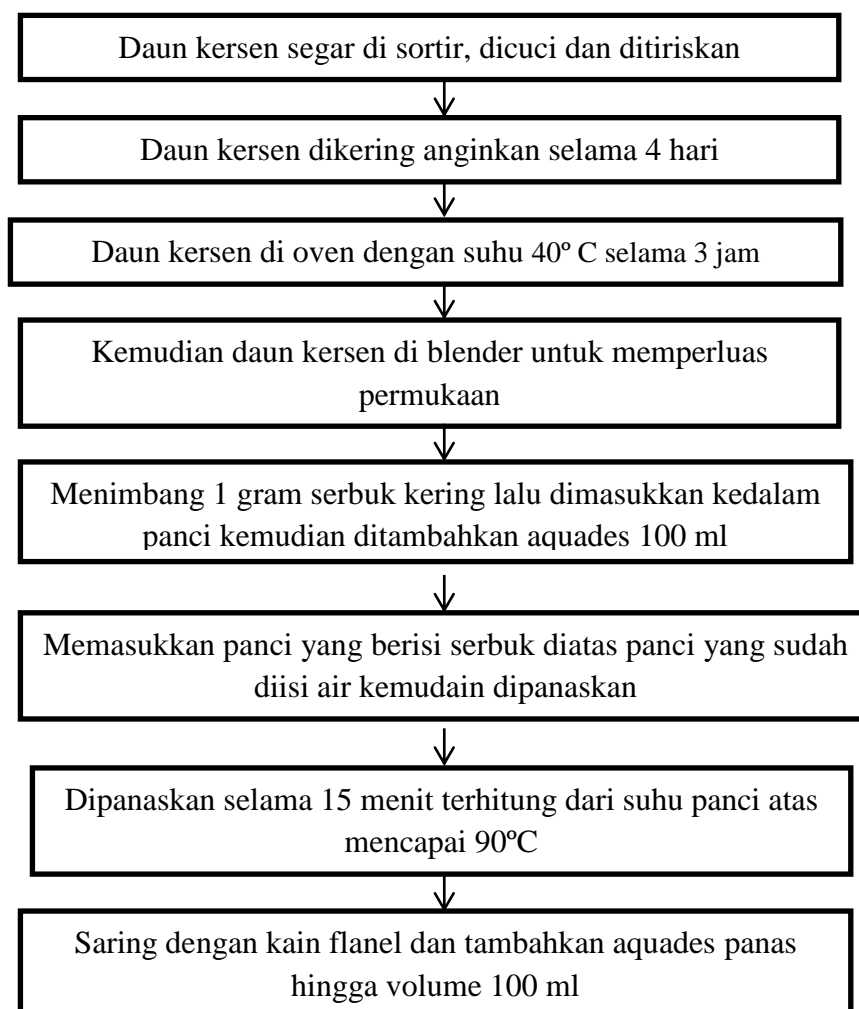 Daun kersen segar di sortir, dicuci dan ditiriskan
Daun kersen dikering anginkan selama 4 hari
Daun kersen di oven dengan suhu 40º C selama 3 jam
Kemudian daun kersen di blender untuk memperluas
permukaan
Menimbang 1 gram serbuk kering lalu dimasukkan kedalam
panci kemudian ditambahkan aquades 100 ml
Memasukkan panci yang berisi serbuk diatas panci yang sudah
diisi air kemudain dipanaskan
Dipanaskan selama 15 menit terhitung dari suhu panci atas
mencapai 90ºC
Saring dengan kain flanel dan tambahkan aquades panas
hingga volume 100 ml